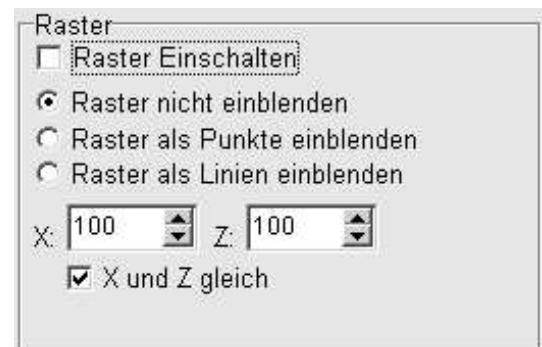 Raster
Raster Einschalten
Raster nicht einblenden
Raster als Punkte einblenden
Raster als Linien einblenden
X: 100 Z: 100
X und Z gleich